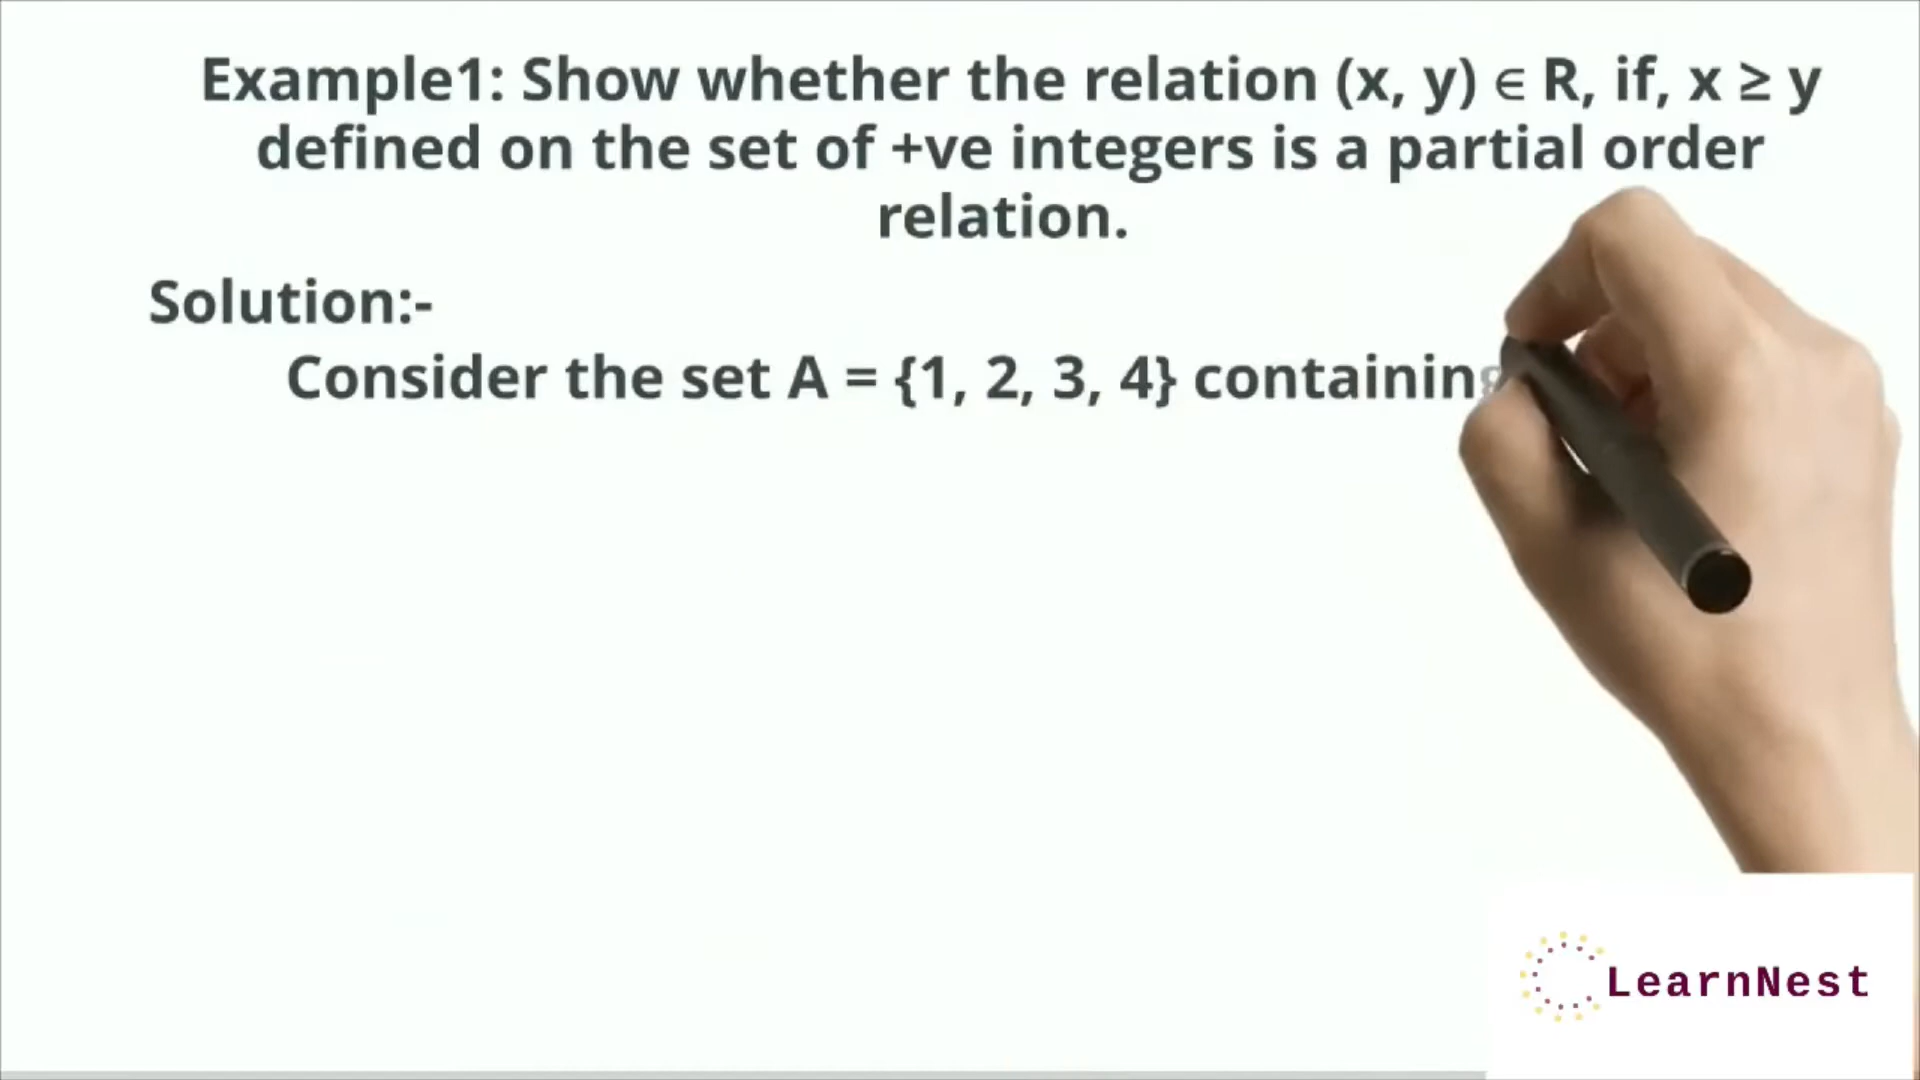 Example1: Show whether the relation (x, y) ∈ R, if, x ≥ y
defined on the set of +ve integers is a partial order
relation.
Solution:-
Consider the set A = {1, 2, 3, 4} containing
LearnNest